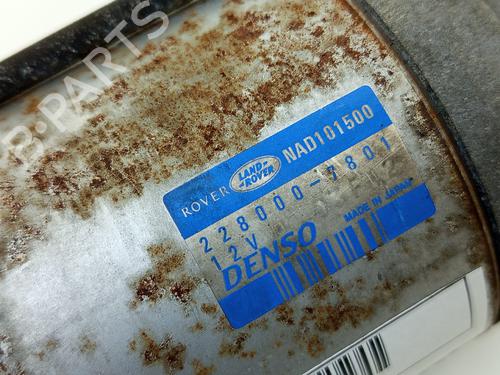 B-PARTS
ROVER LAND-ROVER NAD101500
228000-7801
12V
DENSO MADE IN JAPAN